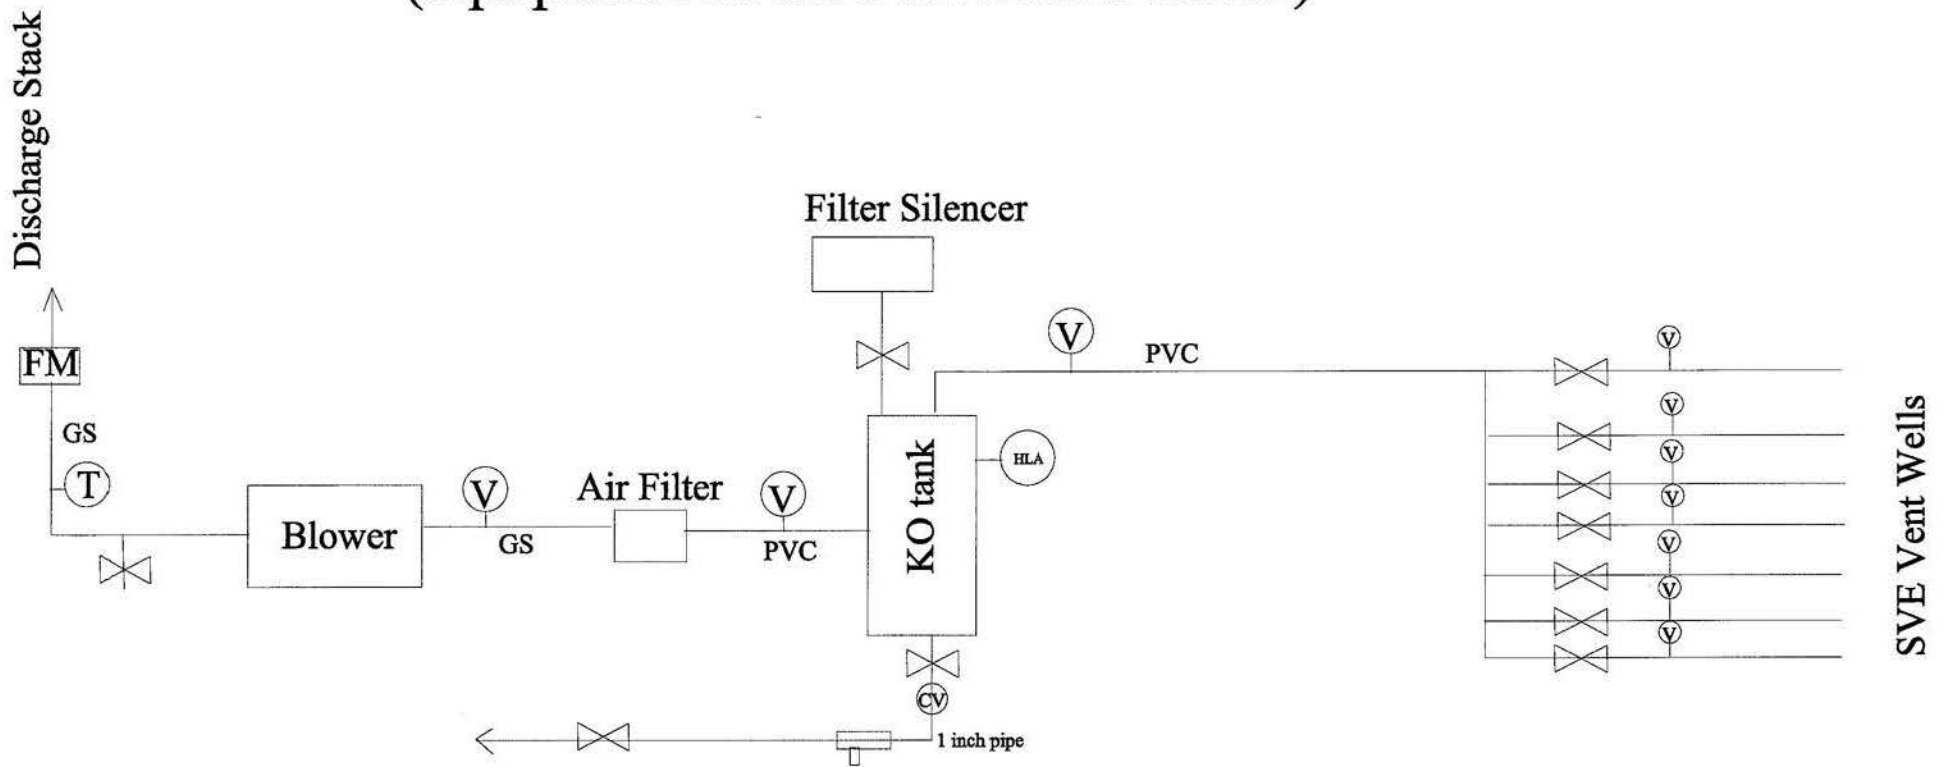 Discharge Stack
Filter Silencer
FM
V
PVC
V
GS
V
T
V
Air Filter
V
KO tank
HLA
V
V
Blower
GS
PVC
V
V
V
SVE Vent Wells
CV
1 inch pipe